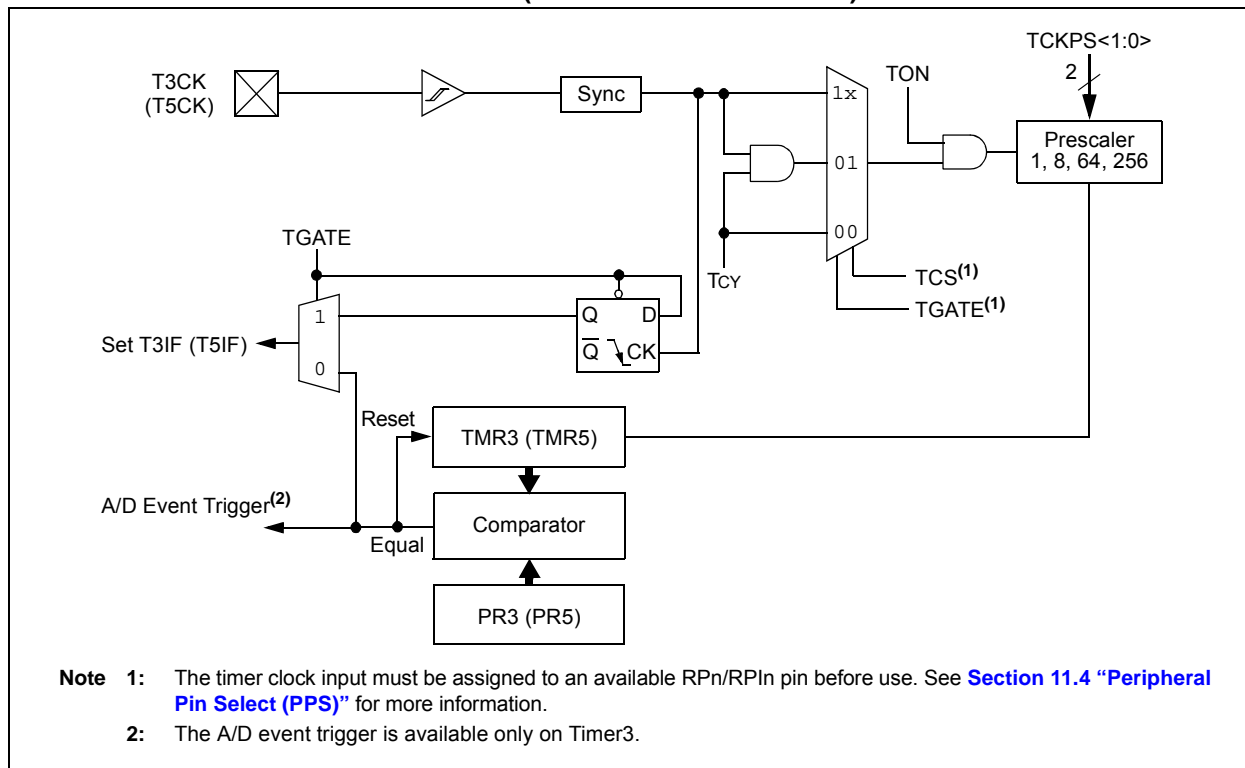 TCKPS<1:0>
2
T3CK
(T5CK)
Sync
TON
1x
01
00
Prescaler
1, 8, 64, 256
TCY
TCS(1)
TGATE(1)
TGATE
1
0
Q
D
Q
CK
Set T3IF (T5IF)
Reset
TMR3 (TMR5)
A/D Event Trigger(2)
Equal
Comparator
PR3 (PR5)
Note 1: The timer clock input must be assigned to an available RPn/RPIn pin before use. See Section 11.4 “Peripheral
Pin Select (PPS)” for more information.
2: The A/D event trigger is available only on Timer3.